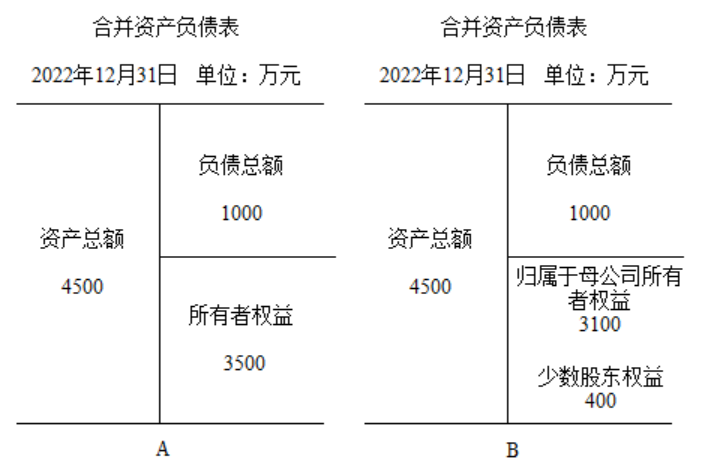 合并资产负债表
2022年12月31日 单位：万元
资产总额
4500
负债总额
1000
所有者权益
3500
A
合并资产负债表
2022年12月31日 单位：万元
资产总额
4500
负债总额
1000
归属于母公司所有
者权益
3100
少数股东权益
400
B